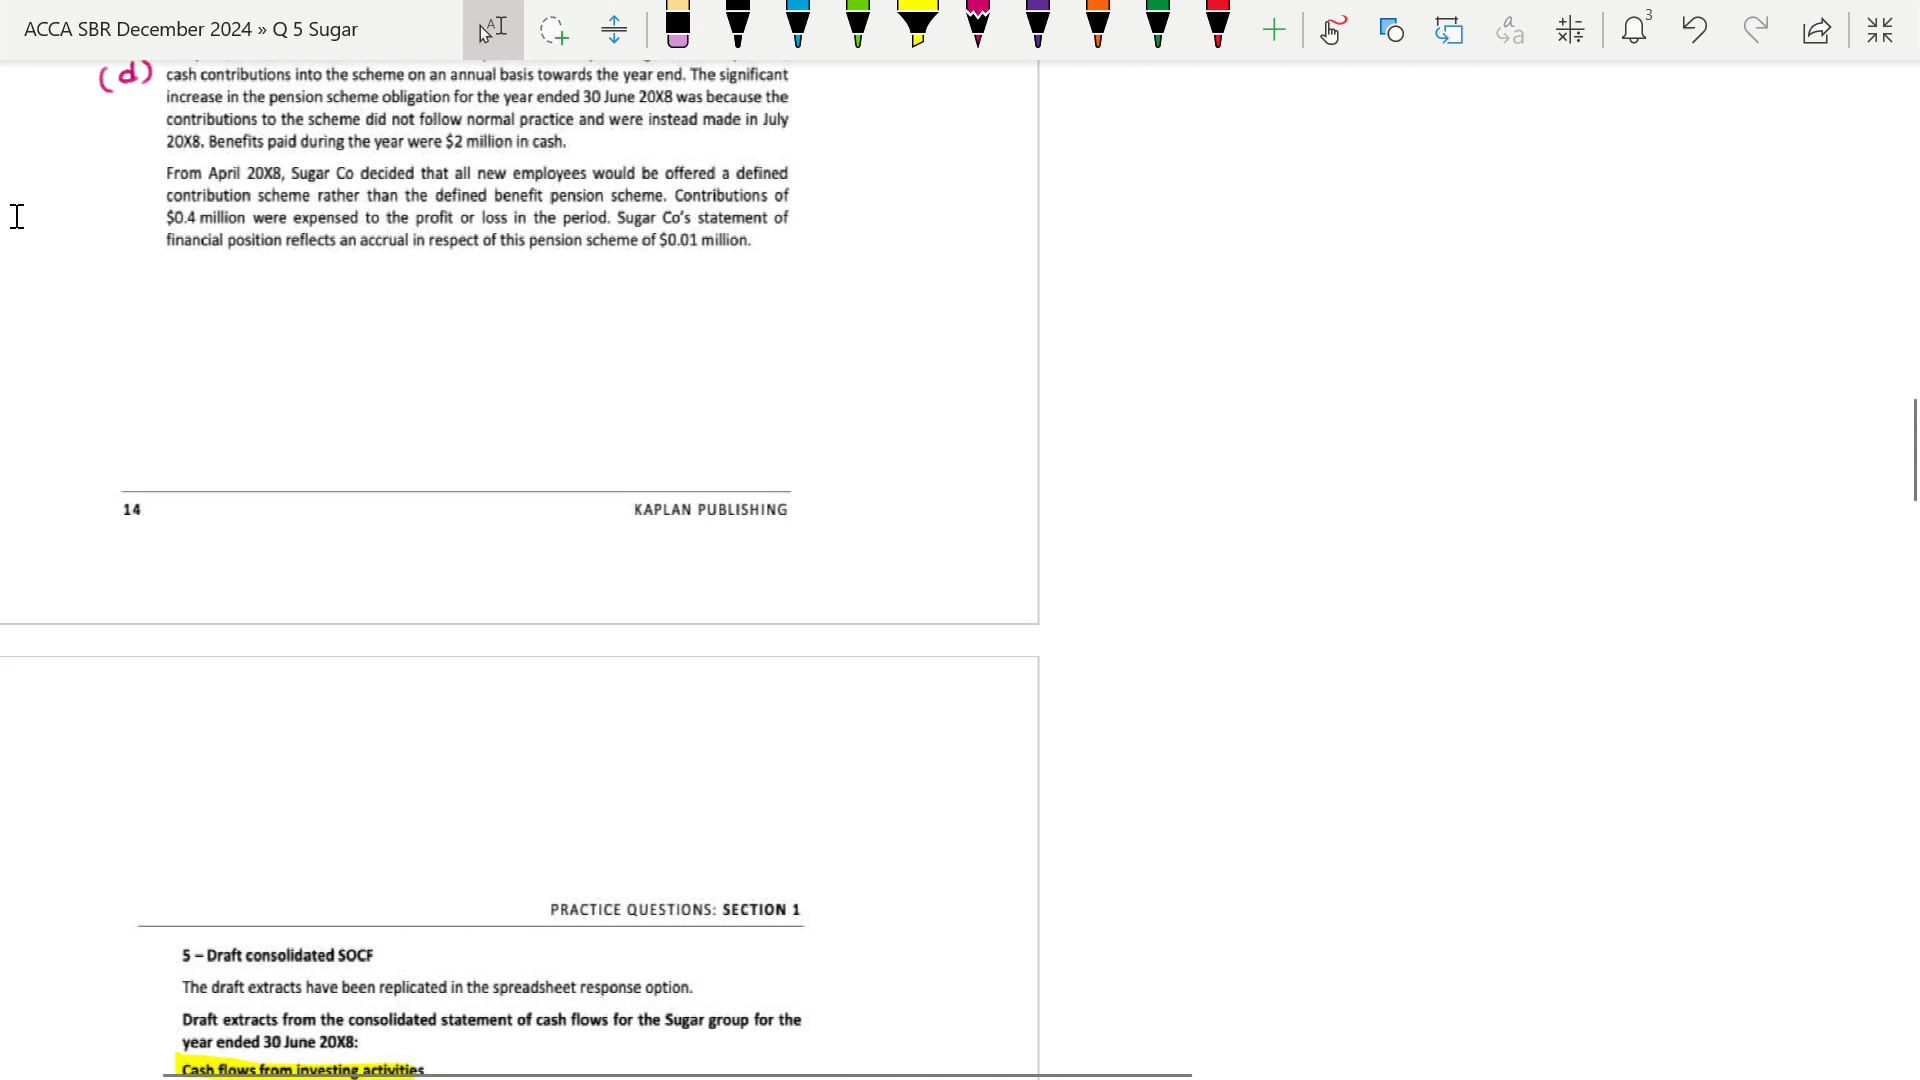 ACCA SBR December 2024 » Q 5 Sugar
3
(d)
cash contributions into the scheme on an annual basis towards the year end. The significant
increase in the pension scheme obligation for the year ended 30 June 20X8 was because the
contributions to the scheme did not follow normal practice and were instead made in July
20X8. Benefits paid during the year were $2 million in cash.
From April 20X8, Sugar Co decided that all new employees would be offered a defined
contribution scheme rather than the defined benefit pension scheme. Contributions of
$0.4 million were expensed to the profit or loss in the period. Sugar Co's statement of
financial position reflects an accrual in respect of this pension scheme of $0.01 million.
14
KAPLAN PUBLISHING
PRACTICE QUESTIONS: SECTION 1
5 – Draft consolidated SOCF
The draft extracts have been replicated in the spreadsheet response option.
Draft extracts from the consolidated statement of cash flows for the Sugar group for the
year ended 30 June 20X8:
Cash flows from investing activities